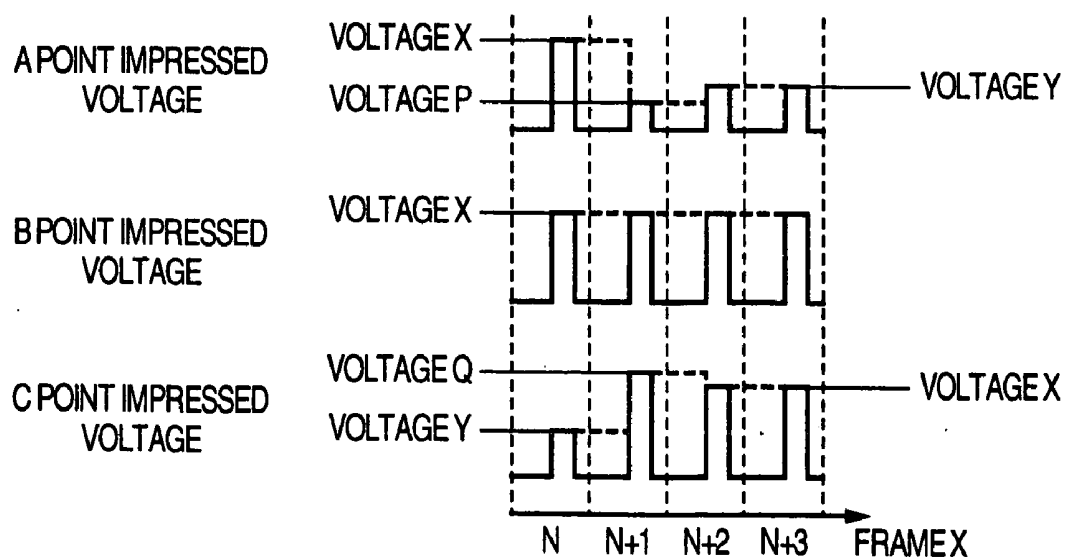 A POINT IMPRESSED
VOLTAGE
VOLTAGE X
VOLTAGE P
VOLTAGE Y
B POINT IMPRESSED
VOLTAGE
VOLTAGE X
C POINT IMPRESSED
VOLTAGE
VOLTAGE Q
VOLTAGE Y
VOLTAGE X
N N+1 N+2 N+3 FRAME X